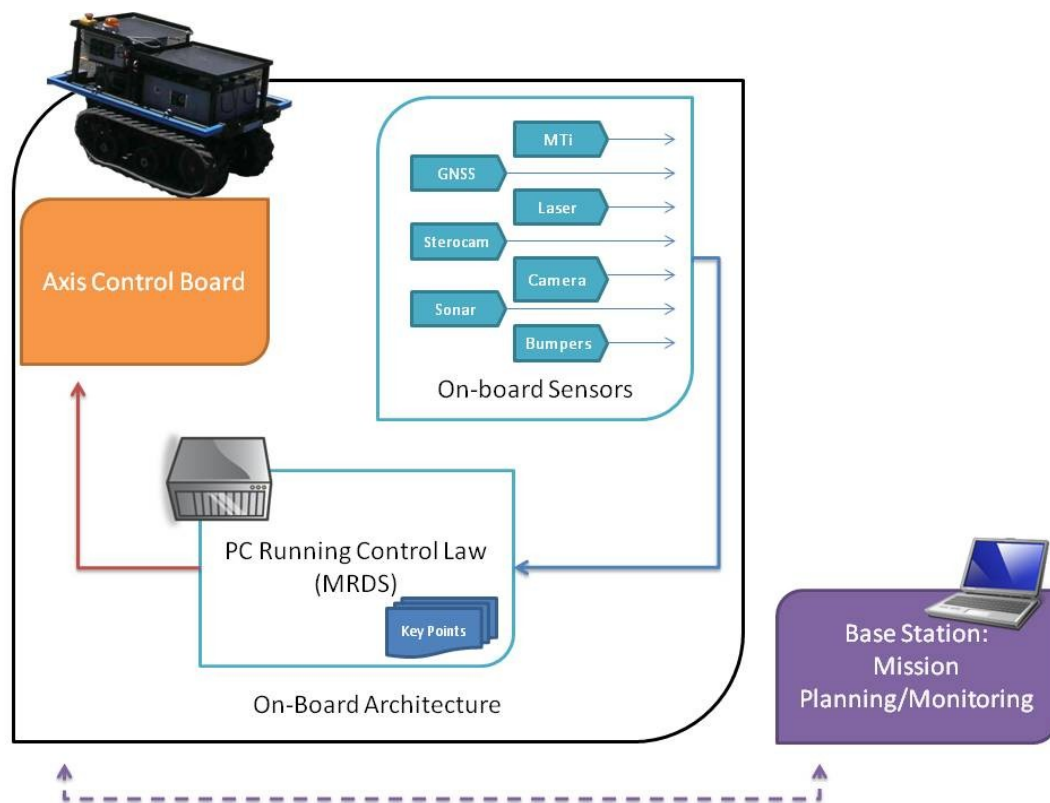 MTi
GNSS
Laser
Sterocam
Camera
Sonar
Bumpers
On-board Sensors
Axis Control Board
PC Running Control Law
(MRDS)
Key Points
On-Board Architecture
Base Station:
Mission
Planning/Monitoring